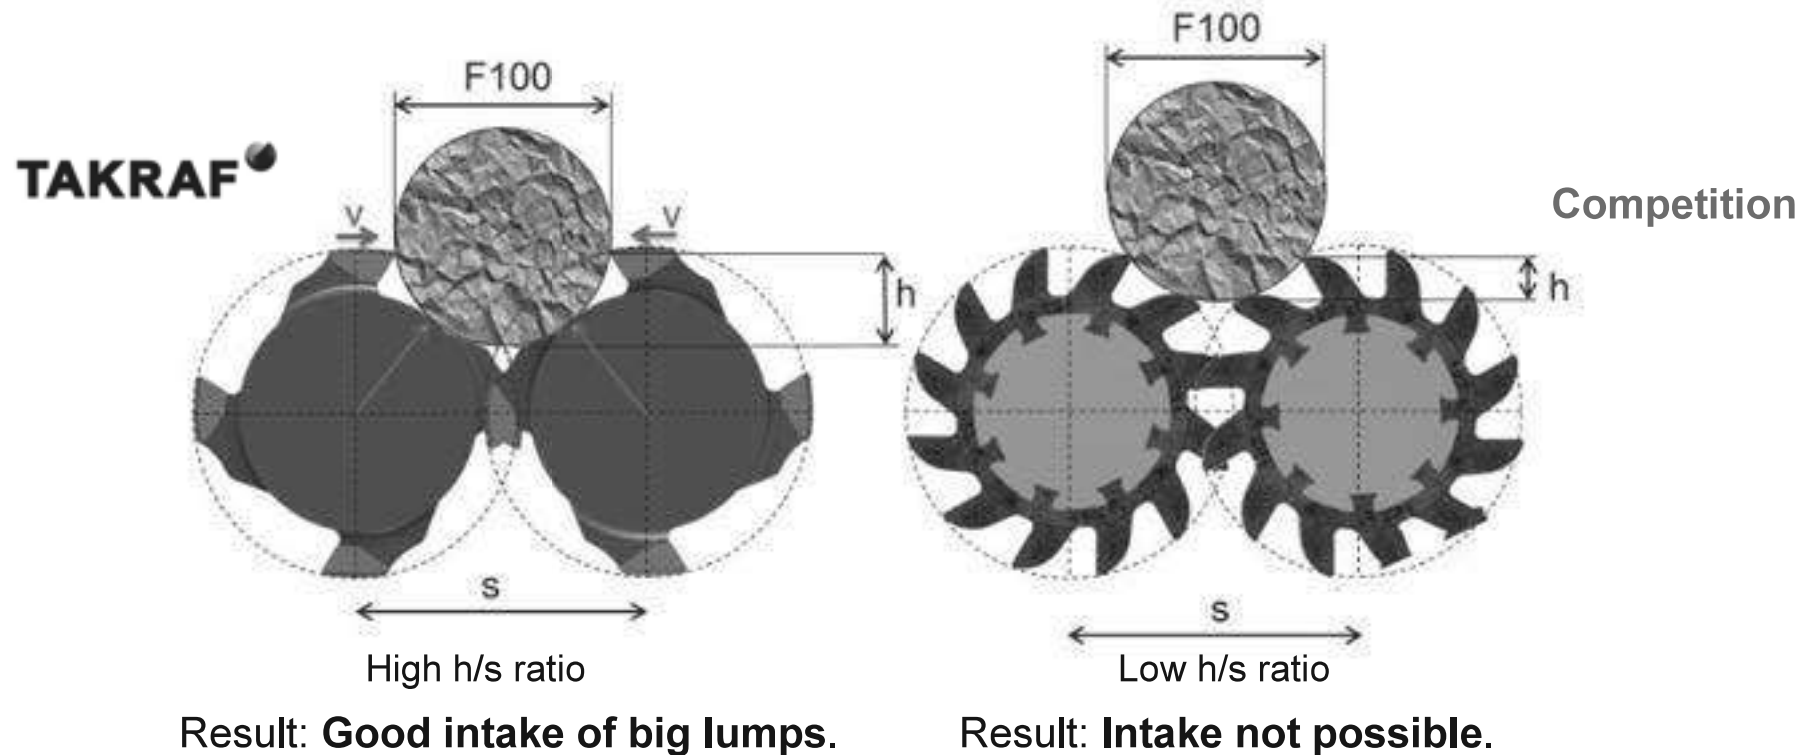 F100
F100
TAKRAF
v
v
Competition
h
h
s
s
High h/s ratio
Low h/s ratio
Result: Good intake of big lumps.
Result: Intake not possible.